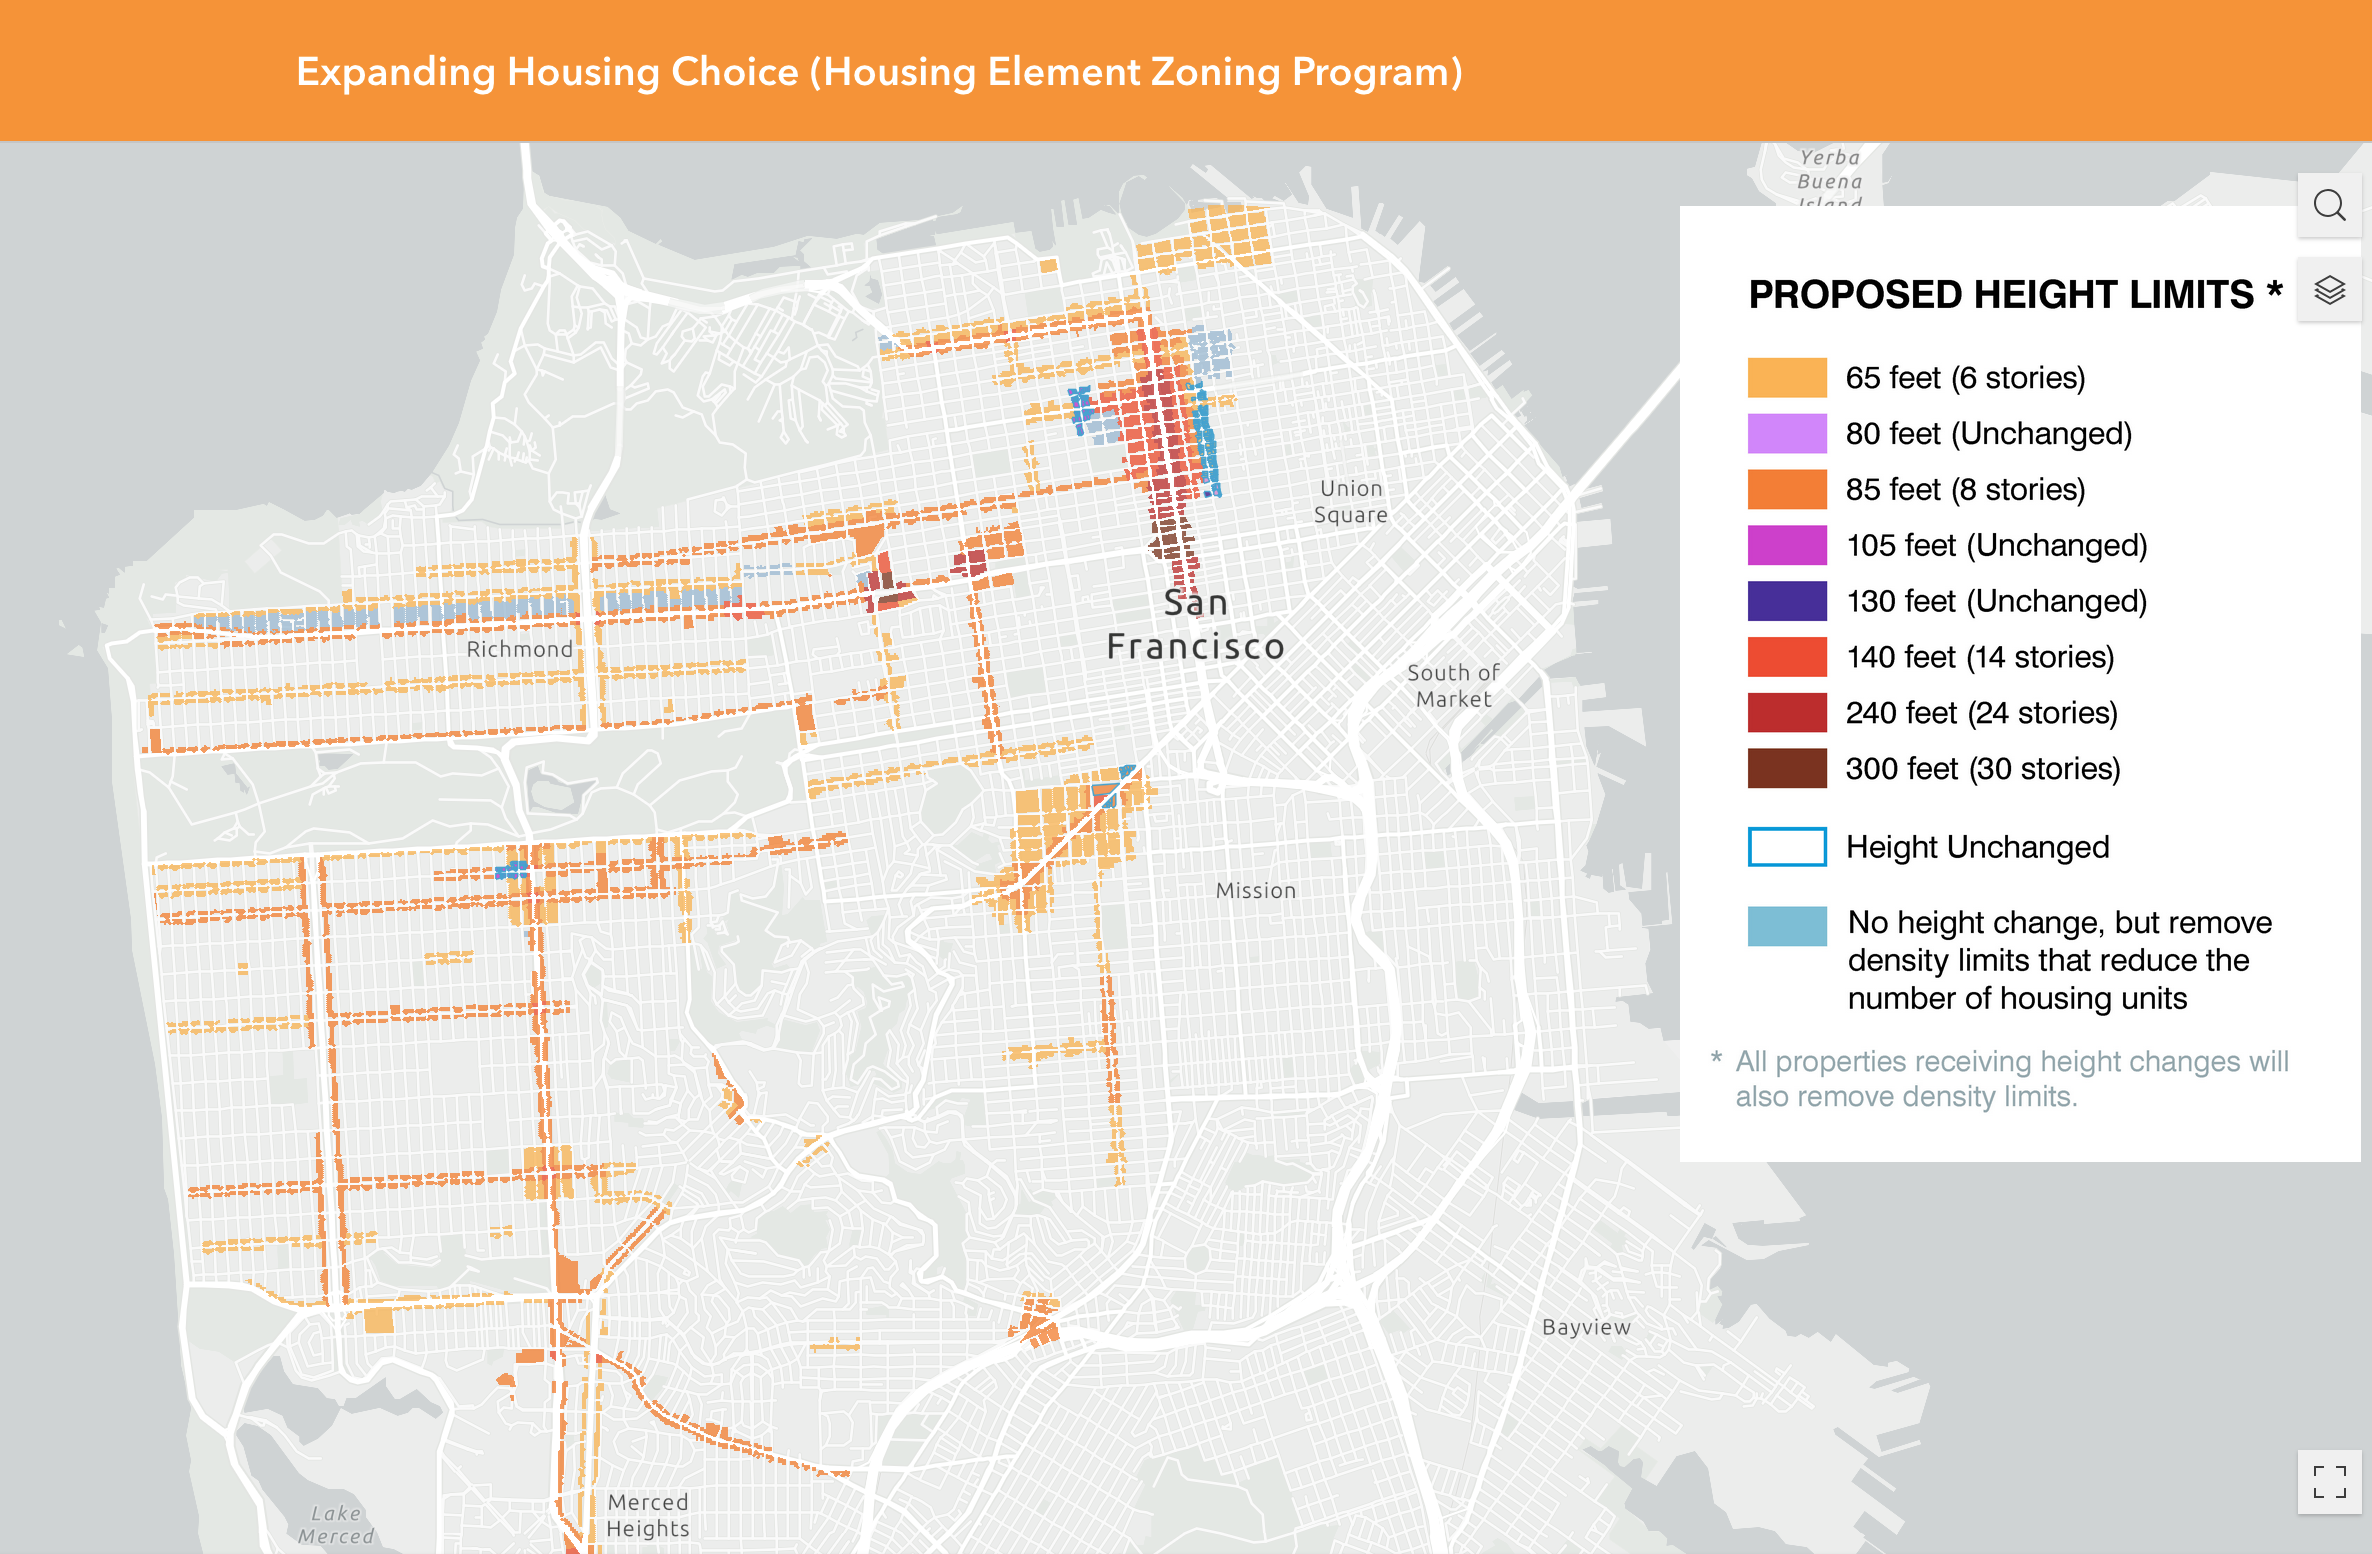 Expanding Housing Choice (Housing Element Zoning Program)
Yerba
Buena
Island
PROPOSED HEIGHT LIMITS *
65 feet (6 stories)
80 feet (Unchanged)
85 feet (8 stories)
105 feet (Unchanged)
130 feet (Unchanged)
140 feet (14 stories)
240 feet (24 stories)
300 feet (30 stories)
Height Unchanged
No height change, but remove
density limits that reduce the
number of housing units
* All properties receiving height changes will
also remove density limits.
Union
Square
San
Francisco
Richmond
South of
Market
Mission
Bayview
Merced
Heights
Lake
Merced